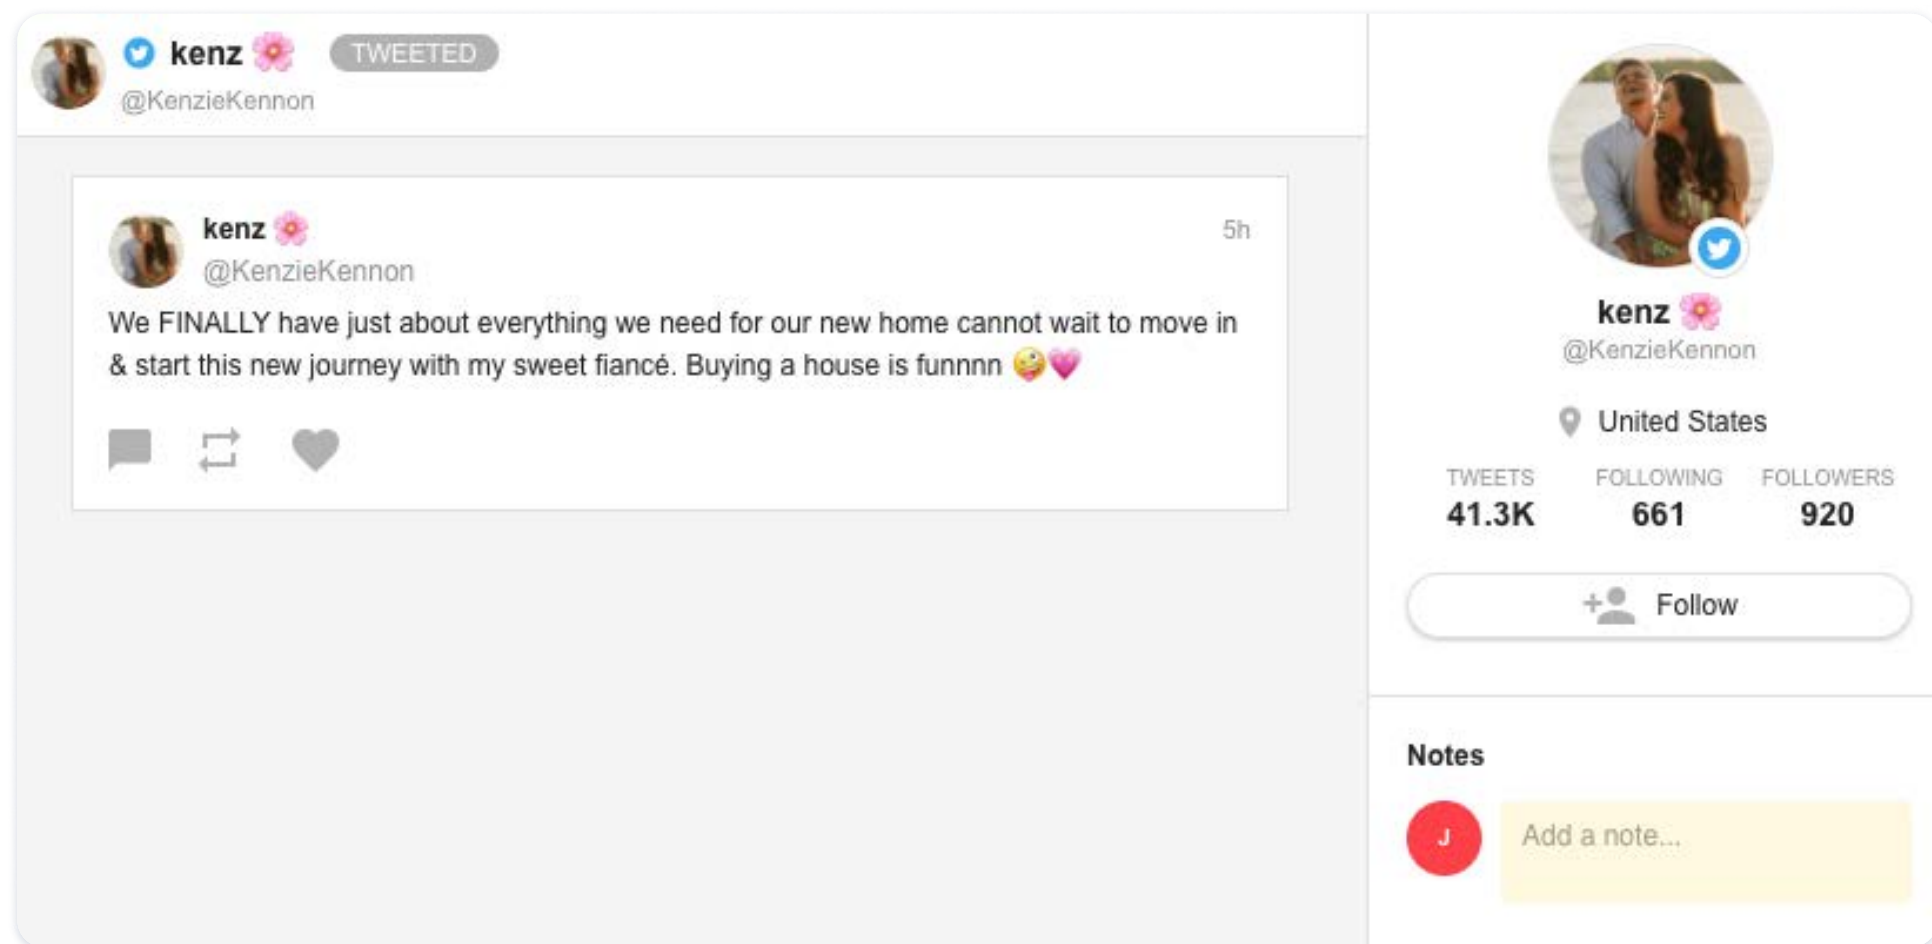 kenz 🌸 TWEETED
@KenzieKennon
kenz 🌸 5h
@KenzieKennon
We FINALLY have just about everything we need for our new home cannot wait to move in
& start this new journey with my sweet fiancé. Buying a house is funnnn 🤪💗
kenz 🌸
@KenzieKennon
United States
TWEETS FOLLOWING FOLLOWERS
41.3K 661 920
Follow
Notes
J
Add a note...